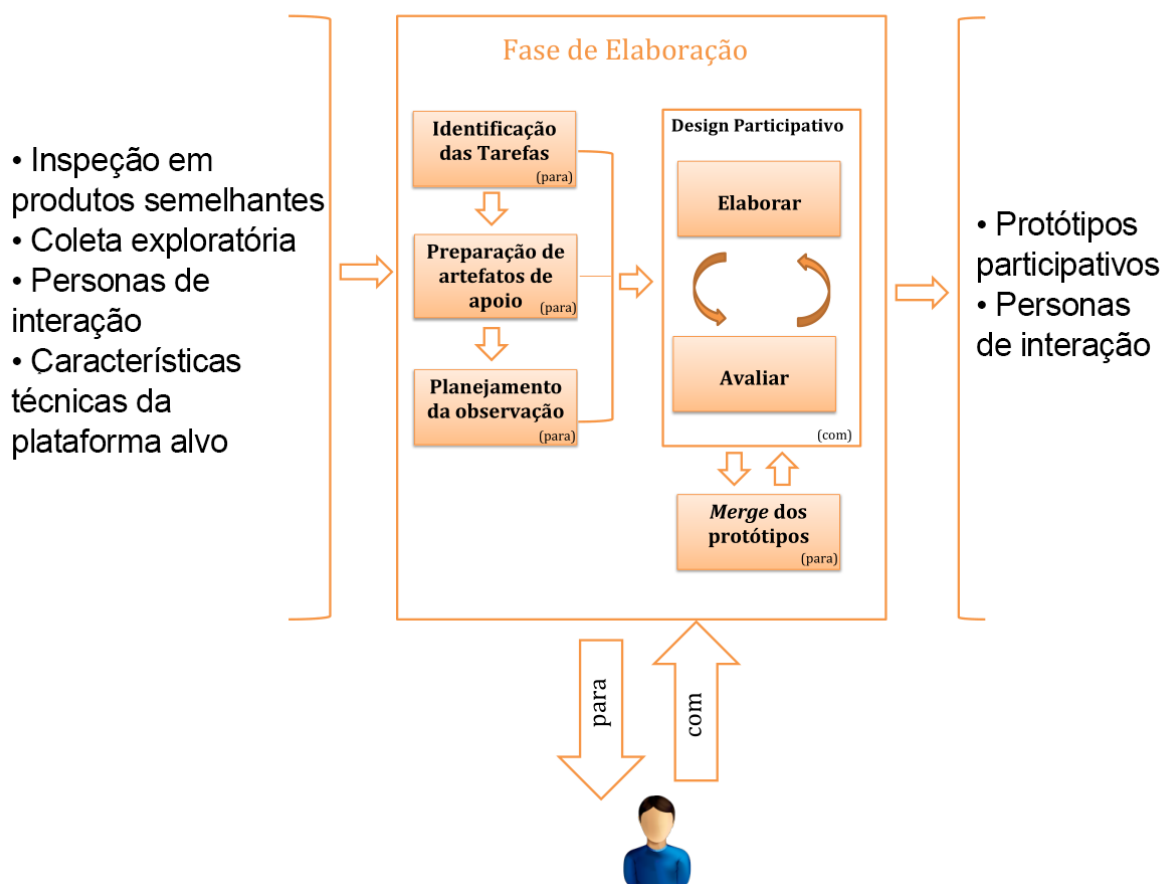 Fase de Elaboração
• Inspeção em
produtos semelhantes
• Coleta exploratória
• Personas de
interação
• Características
técnicas da
plataforma alvo
Identificação
das Tarefas
(para)
Preparação de
artefatos de
apoio
(para)
Planejamento
da observação
(para)
Design Participativo
Elaborar
Avaliar
(com)
Merge dos
protótipos
(para)
• Protótipos
participativos
• Personas
de interação
para
com